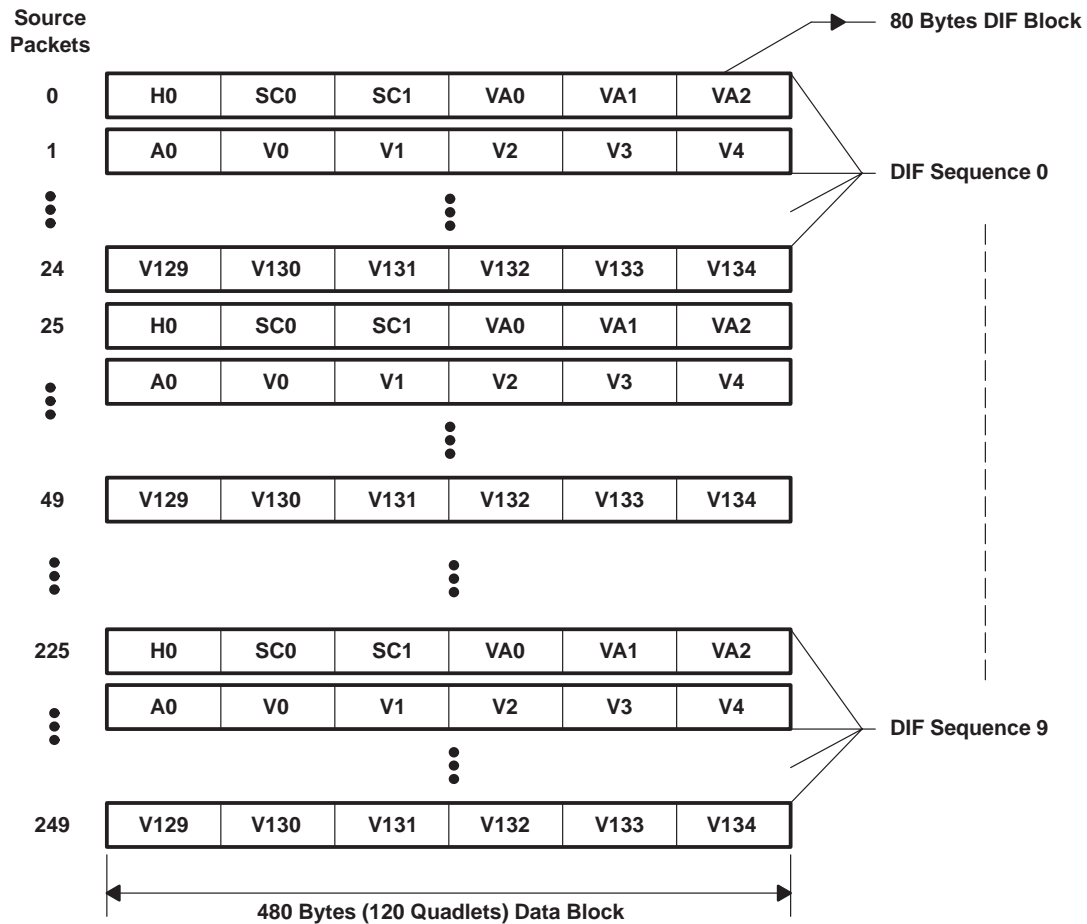 Source
Packets
80 Bytes DIF Block
0 H0 SC0 SC1 VA0 VA1 VA2
1 A0 V0 V1 V2 V3 V4
DIF Sequence 0
24 V129 V130 V131 V132 V133 V134
25 H0 SC0 SC1 VA0 VA1 VA2
A0 V0 V1 V2 V3 V4
49 V129 V130 V131 V132 V133 V134
225 H0 SC0 SC1 VA0 VA1 VA2
A0 V0 V1 V2 V3 V4
DIF Sequence 9
249 V129 V130 V131 V132 V133 V134
480 Bytes (120 Quadlets) Data Block